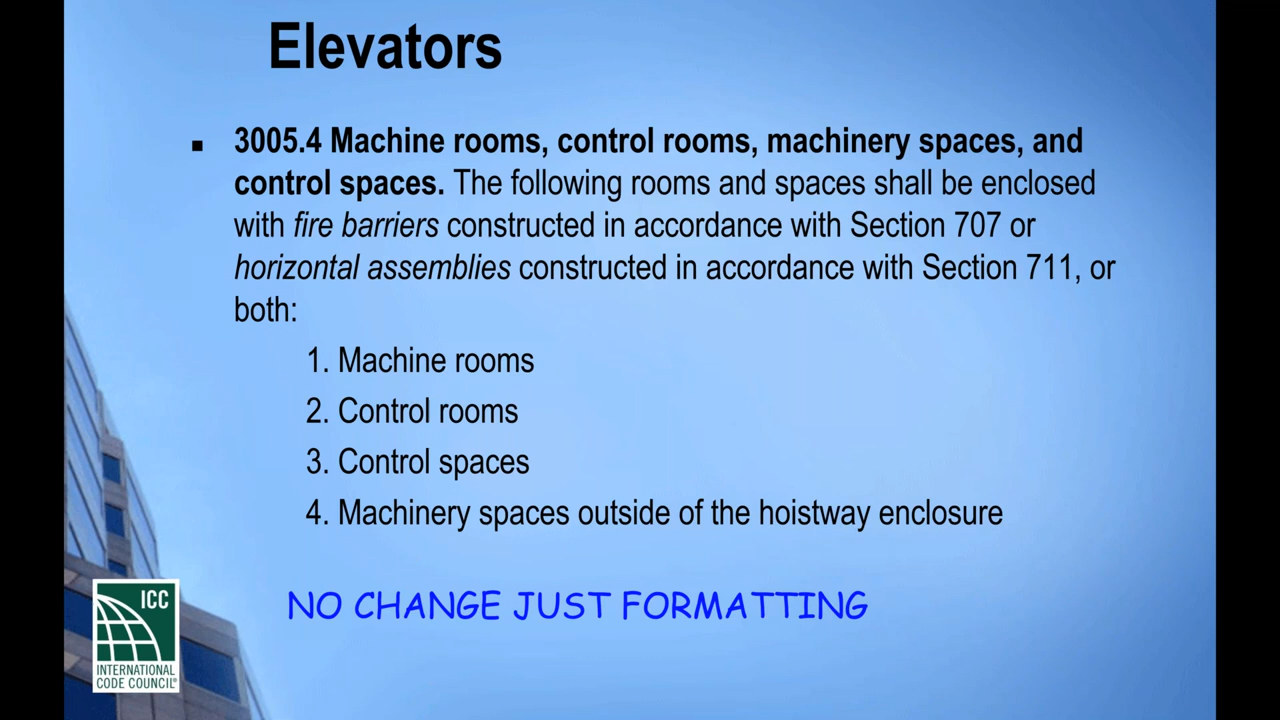 Elevators
▪ 3005.4 Machine rooms, control rooms, machinery spaces, and
control spaces. The following rooms and spaces shall be enclosed
with fire barriers constructed in accordance with Section 707 or
horizontal assemblies constructed in accordance with Section 711, or
both:
1. Machine rooms
2. Control rooms
3. Control spaces
4. Machinery spaces outside of the hoistway enclosure
NO CHANGE JUST FORMATTING
ICC
INTERNATIONAL
CODE COUNCIL®